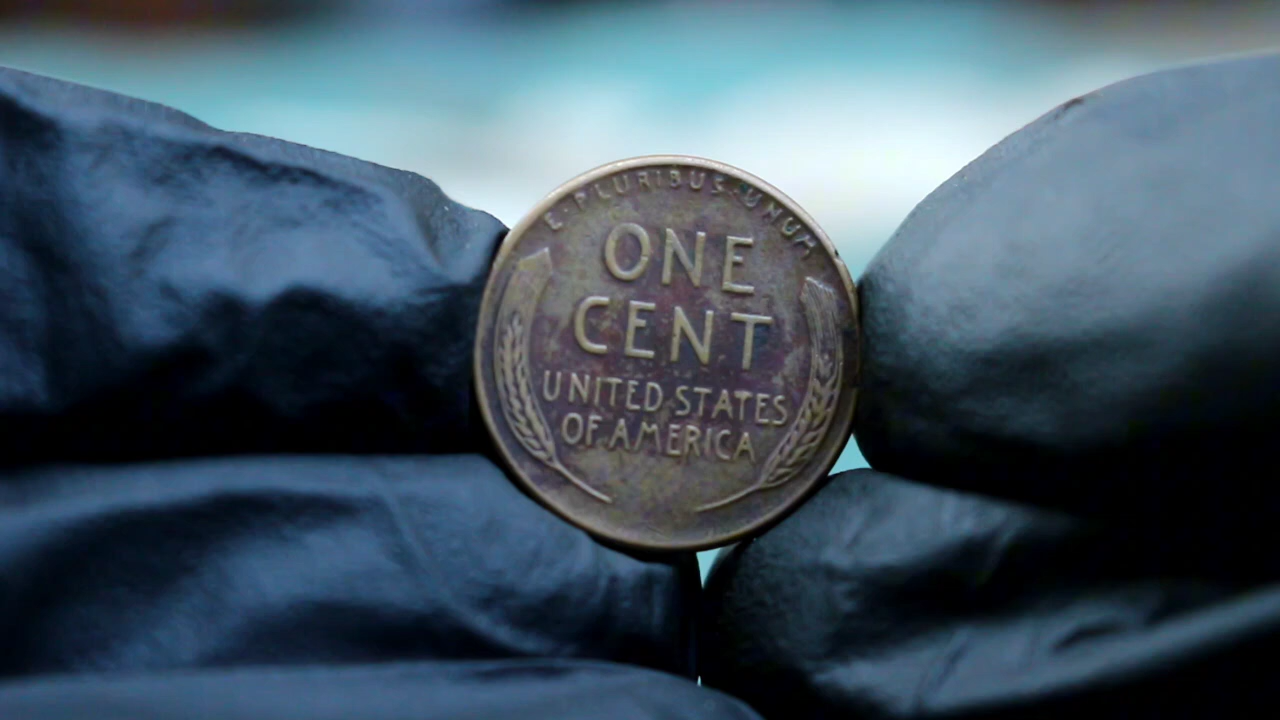 E·PLURIBUS·UNUM
ONE
CENT
UNITED STATES
OF AMERICA